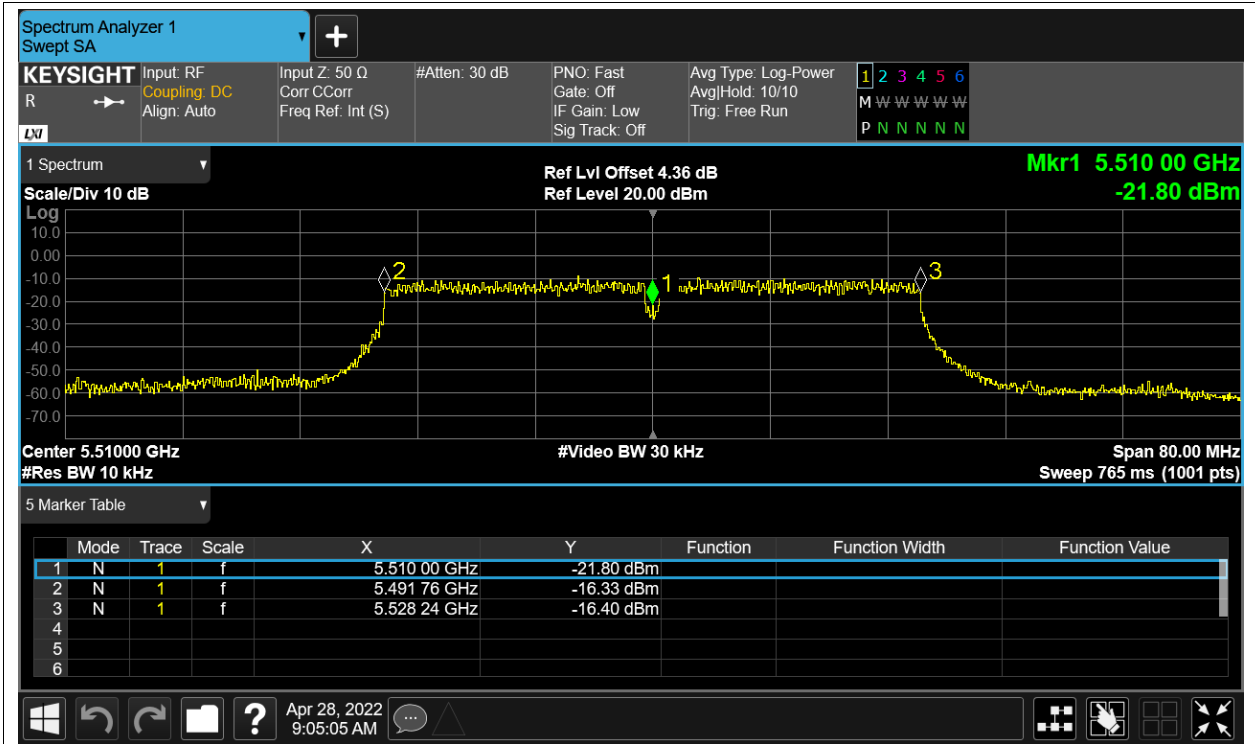 Spectrum Analyzer 1
Swept SA
+
KEYSIGHT Input: RF Input Z: 50 Ω #Atten: 30 dB PNO: Fast Avg Type: Log-Power 1 2 3 4 5 6
R Coupling: DC Corr CCorr Gate: Off Avg|Hold: 10/10 M W W W W W
Align: Auto Freq Ref: Int (S) IF Gain: Low Trig: Free Run
LXI Sig Track: Off P N N N N N
1 Spectrum Ref Lvl Offset 4.36 dB Mkr1 5.510 00 GHz
Scale/Div 10 dB Ref Level 20.00 dBm -21.80 dBm
Log
10.0
0.00
-10.0 2 1 3
-20.0
-30.0
-40.0
-50.0
-60.0
-70.0
Center 5.51000 GHz #Video BW 30 kHz Span 80.00 MHz
#Res BW 10 kHz Sweep 765 ms (1001 pts)
5 Marker Table
Mode Trace Scale X Y Function Function Width Function Value
1 N 1 f 5.510 00 GHz -21.80 dBm
2 N 1 f 5.491 76 GHz -16.33 dBm
3 N 1 f 5.528 24 GHz -16.40 dBm
4
5
6
? Apr 28, 2022
9:05:05 AM